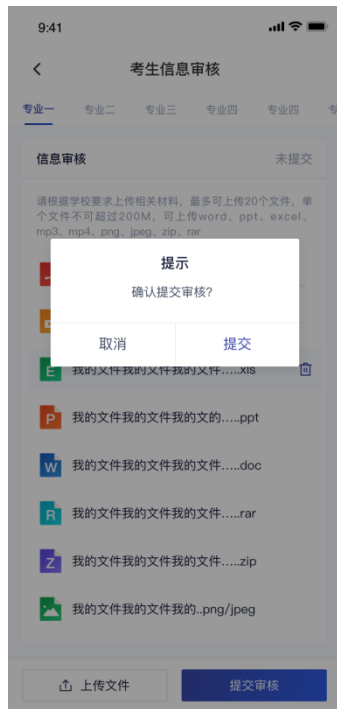 9:41
考生信息审核
专业一 专业二 专业三 专业四 专业四 专
信息审核 未提交
请根据学校要求上传相关材料，最多可上传20个文件，单
个文件不可超过200M，可上传word、ppt、excel、
mp3、mp4、png、jpeg、zip、rar
提示
确认提交审核?
取消 提交
E 我的文件我的文件我的文件…..xls
P 我的文件我的文件我的文的…..ppt
W 我的文件我的文件我的文件…..doc
R 我的文件我的文件我的文件…..rar
Z 我的文件我的文件我的文件…..zip
我的文件我的文件我的..png/jpeg
上传文件 提交审核